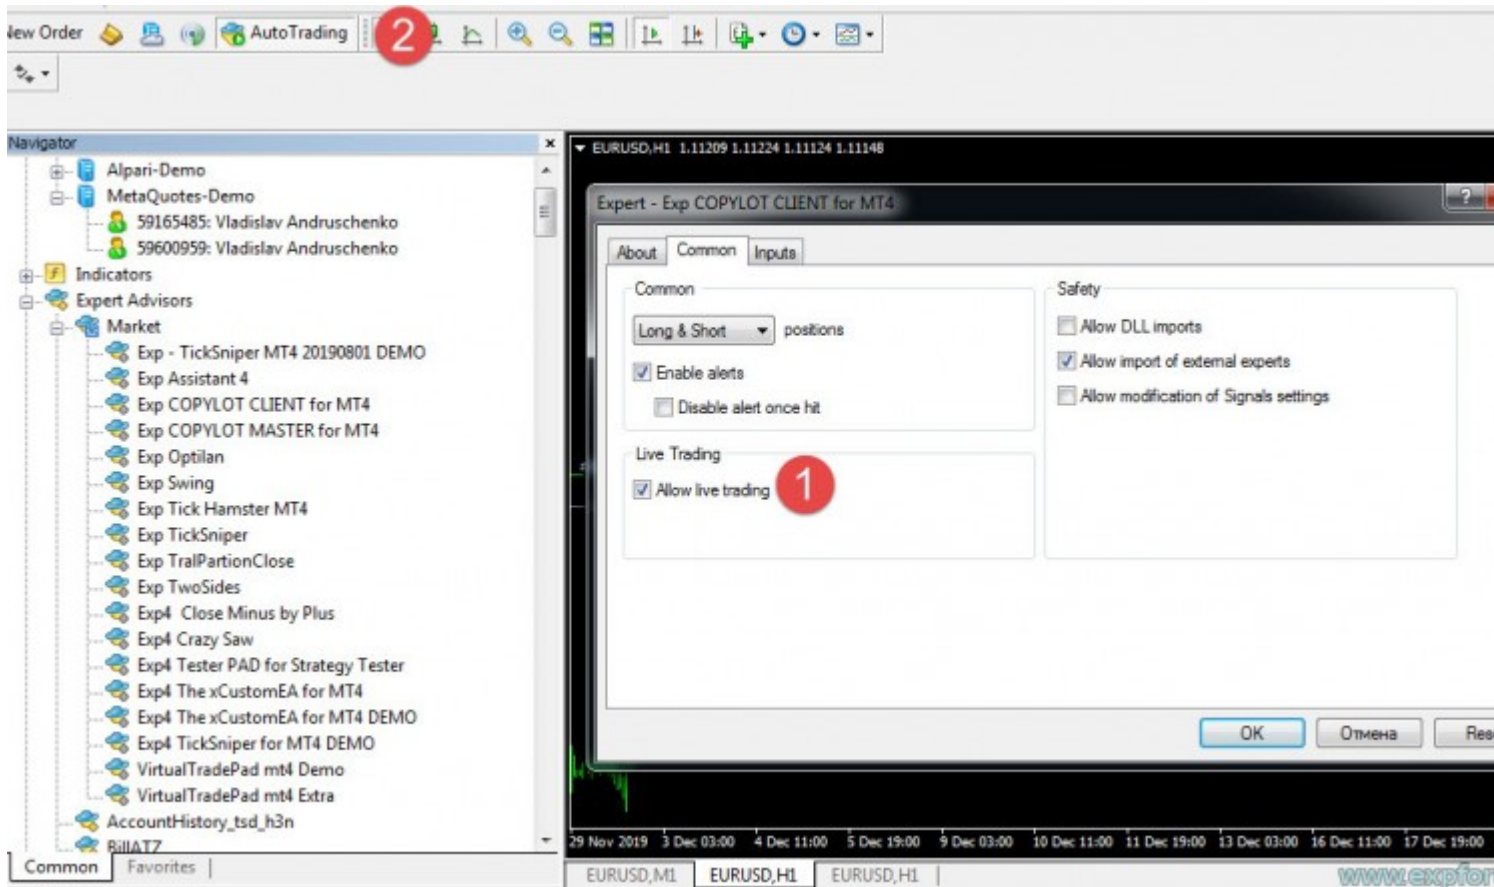 New Order
AutoTrading
2
Navigator
Alpari-Demo
MetaQuotes-Demo
59165485: Vladislav Andruschenko
59600959: Vladislav Andruschenko
Indicators
Expert Advisors
Market
Exp - TickSniper MT4 20190801 DEMO
Exp Assistant 4
Exp COPYLOT CLIENT for MT4
Exp COPYLOT MASTER for MT4
Exp Optilan
Exp Swing
Exp Tick Hamster MT4
Exp TickSniper
Exp TralPartionClose
Exp TwoSides
Exp4 Close Minus by Plus
Exp4 Crazy Saw
Exp4 Tester PAD for Strategy Tester
Exp4 The xCustomEA for MT4
Exp4 The xCustomEA for MT4 DEMO
Exp4 TickSniper for MT4 DEMO
VirtualTradePad mt4 Demo
VirtualTradePad mt4 Extra
AccountHistory_tsd_h3n
BillATZ
Common Favorites
EURUSD,H1 1.11209 1.11224 1.11124 1.11148
Expert - Exp COPYLOT CLIENT for MT4
?
About Common Inputs
Common
Long & Short positions
Enable alerts
Disable alert once hit
Live Trading
Allow live trading
1
Safety
Allow DLL imports
Allow import of external experts
Allow modification of Signals settings
OK Отмена Res
29 Nov 2019 3 Dec 03:00 4 Dec 11:00 5 Dec 19:00 9 Dec 03:00 10 Dec 11:00 11 Dec 19:00 13 Dec 03:00 16 Dec 11:00 17 Dec 19:00
EURUSD,M1 EURUSD,H1 EURUSD,H1
www.expfor